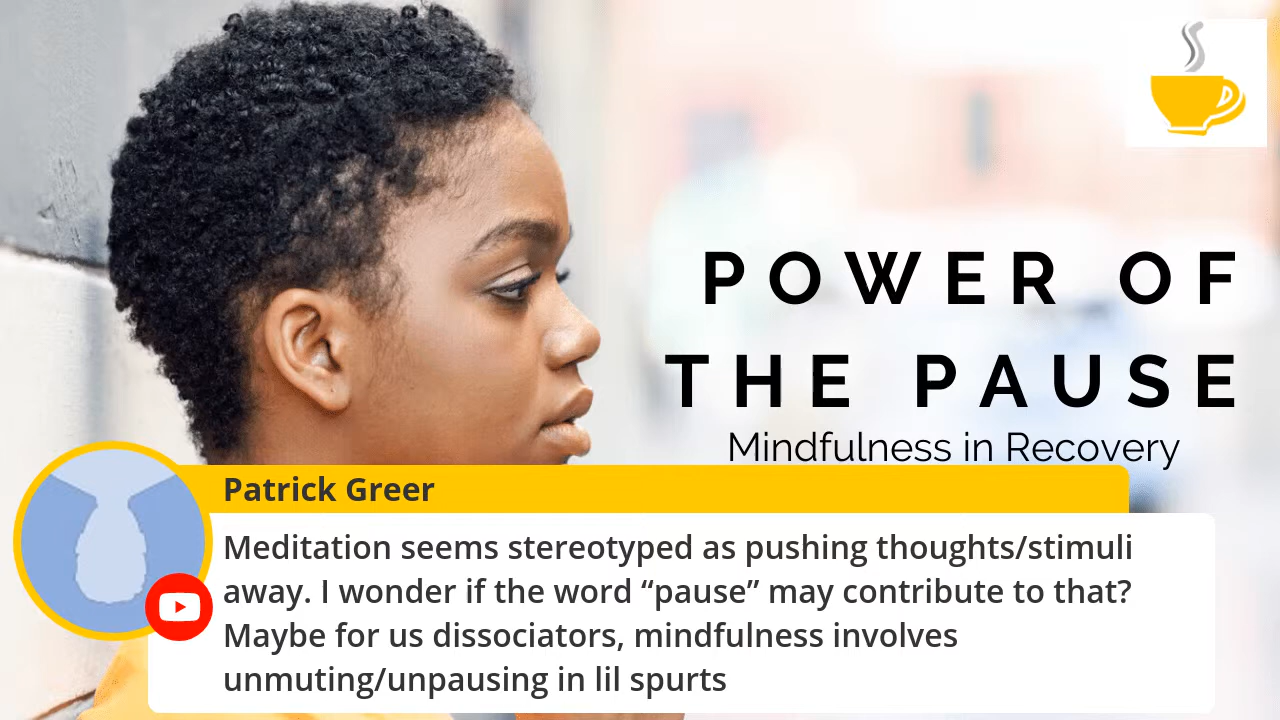 POWER OF
THE PAUSE
Mindfulness in Recovery
Patrick Greer
Meditation seems stereotyped as pushing thoughts/stimuli
away. I wonder if the word “pause” may contribute to that?
Maybe for us dissociators, mindfulness involves
unmuting/unpausing in lil spurts